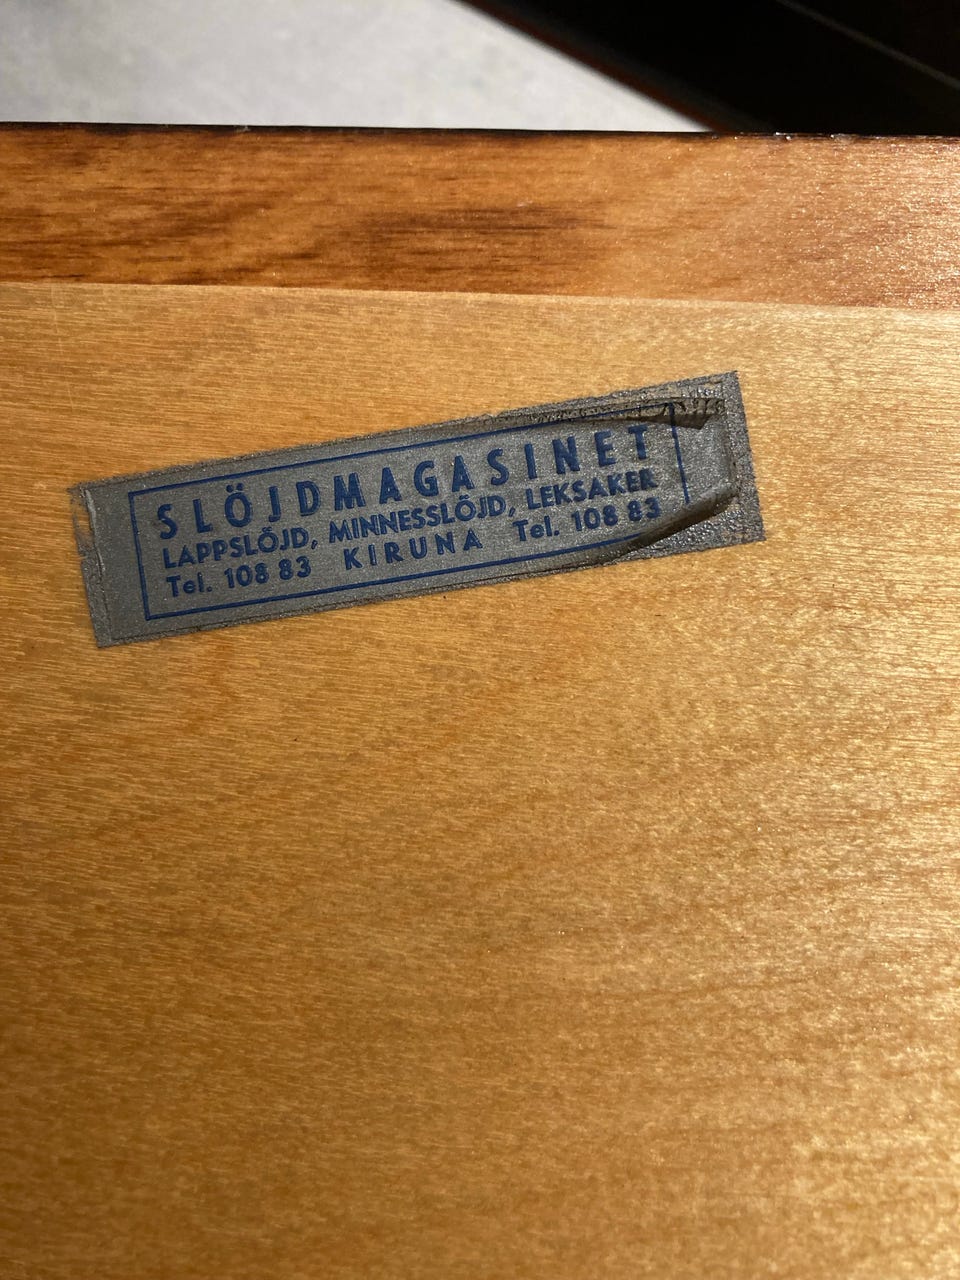 SLÖJDMAGASINET
LAPPSLÖJD, MINNESSLÖJD, LEKSAKER
Tel. 108 83 KIRUNA Tel. 108 83